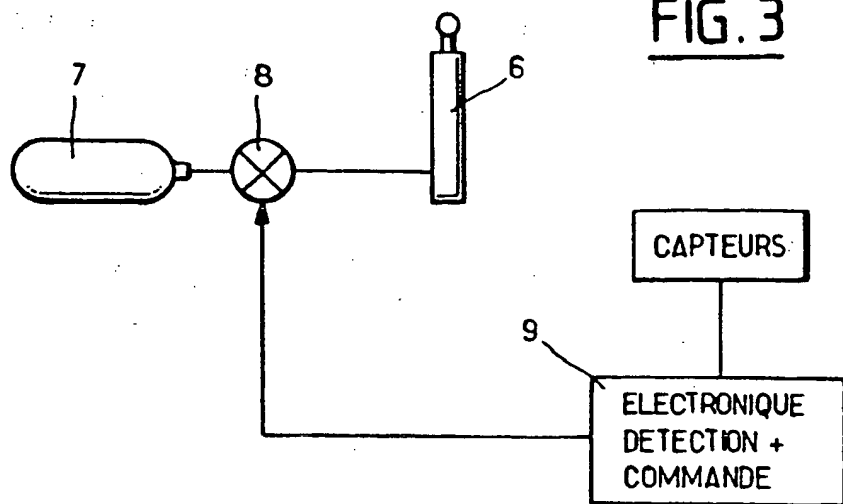 FIG. 3
7
8
6
CAPTEURS
9
ELECTRONIQUE
DETECTION +
COMMANDE